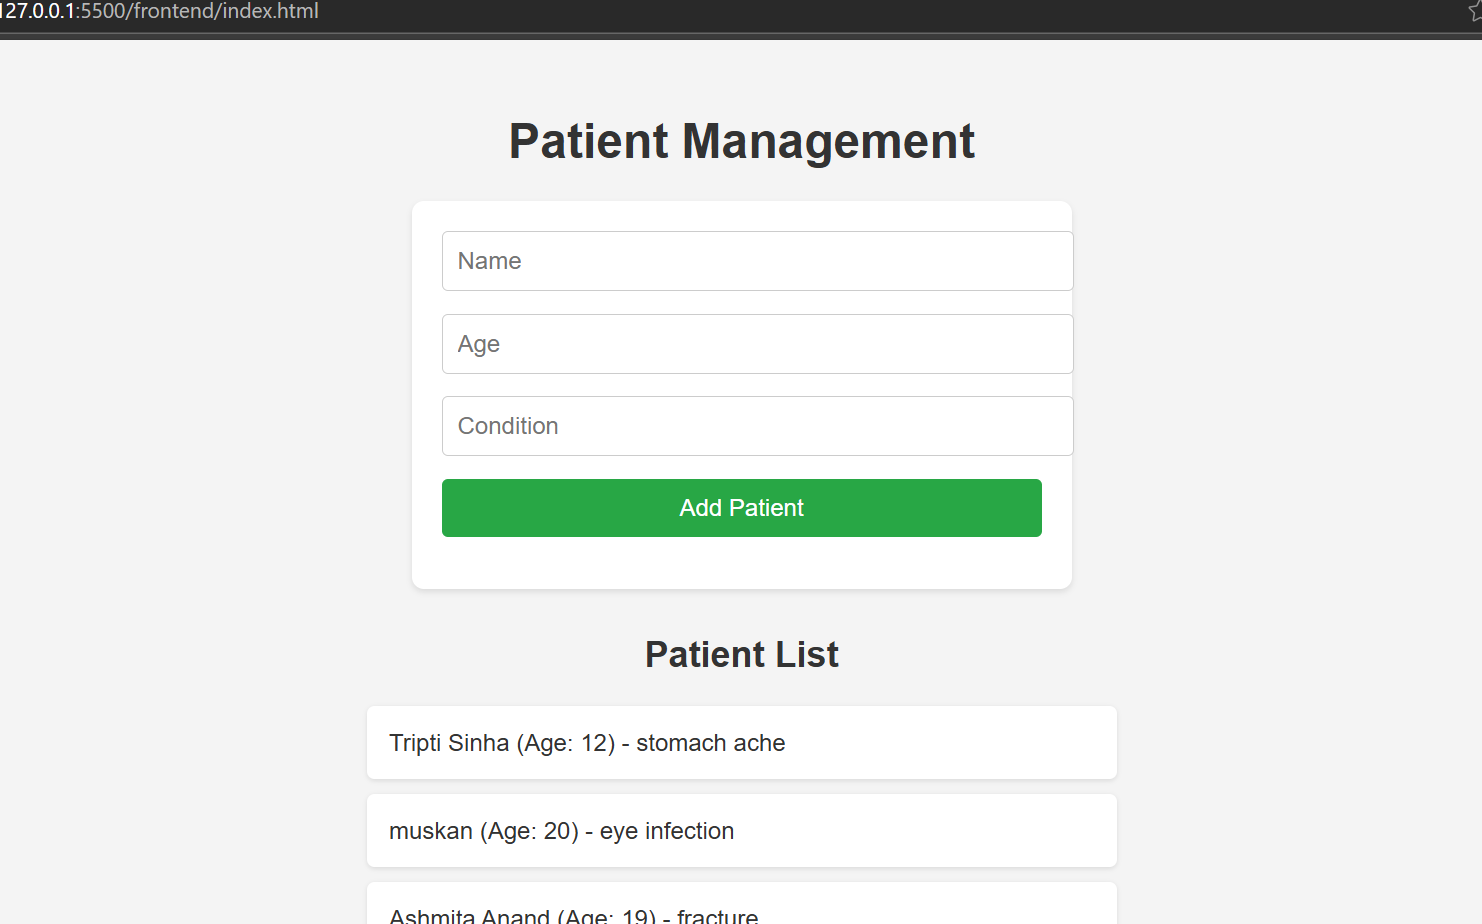 127.0.0.1:5500/frontend/index.html
Patient Management
Name
Age
Condition
Add Patient
Patient List
Tripti Sinha (Age: 12) - stomach ache
muskan (Age: 20) - eye infection
Ashmita Anand (Age: 19) - fracture